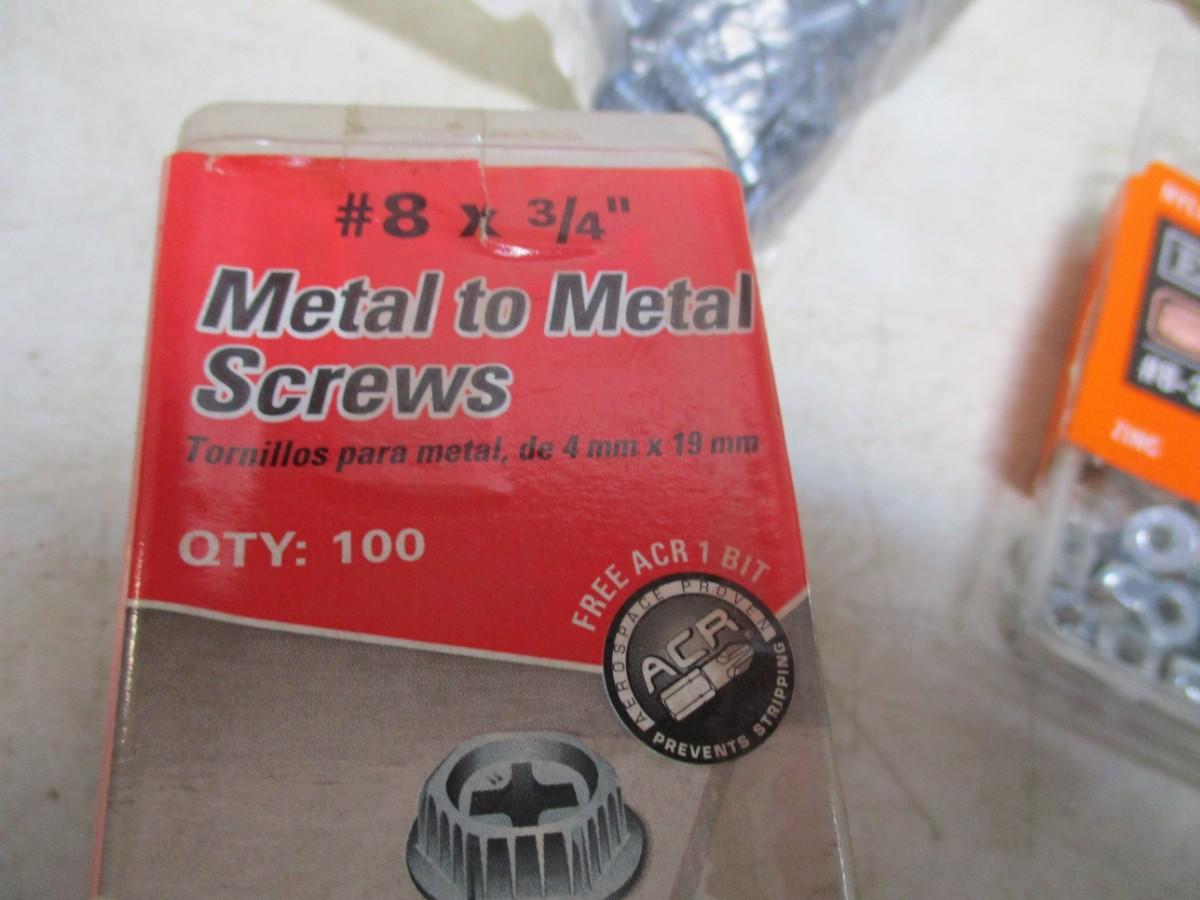 #8 x 3/4"
Metal to Metal
Screws
Tornillos para metal, de 4 mm x 19 mm
QTY: 100
FREE ACR 1 BIT
AEROSPACE PROVEN
ACR
PREVENTS STRIPPING
ZINC